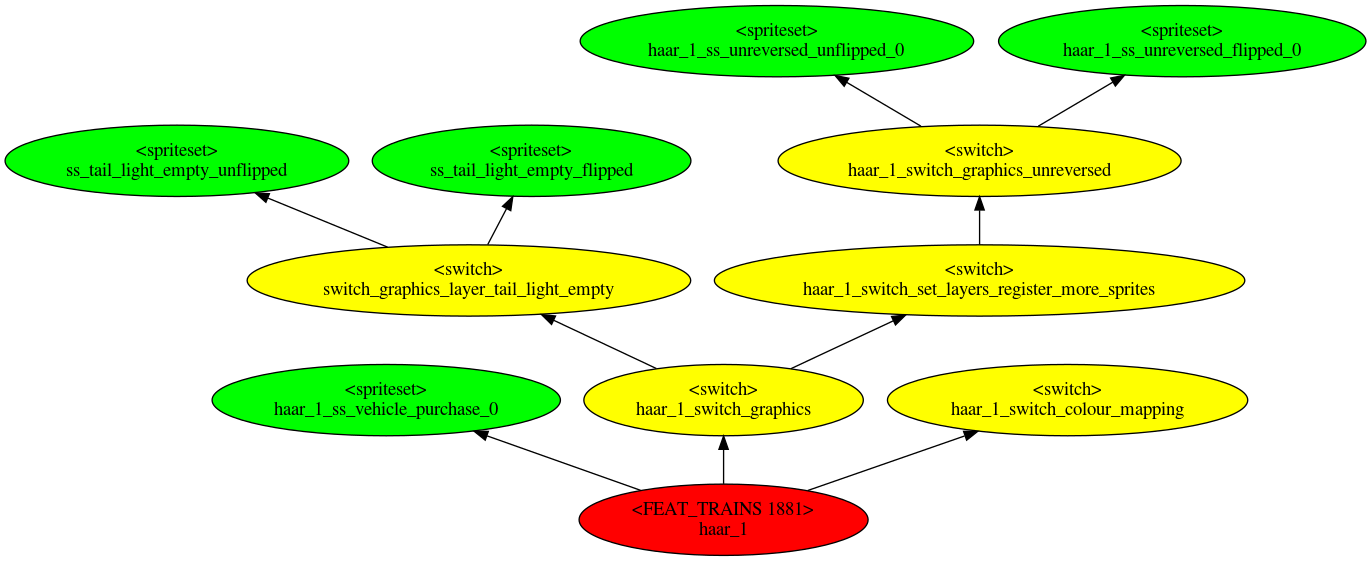 <spriteset>
haar_1_ss_unreversed_unflipped_0
<spriteset>
haar_1_ss_unreversed_flipped_0
<spriteset>
ss_tail_light_empty_unflipped
<spriteset>
ss_tail_light_empty_flipped
<switch>
haar_1_switch_graphics_unreversed
<switch>
switch_graphics_layer_tail_light_empty
<switch>
haar_1_switch_set_layers_register_more_sprites
<spriteset>
haar_1_ss_vehicle_purchase_0
<switch>
haar_1_switch_graphics
<switch>
haar_1_switch_colour_mapping
<FEAT_TRAINS 1881>
haar_1